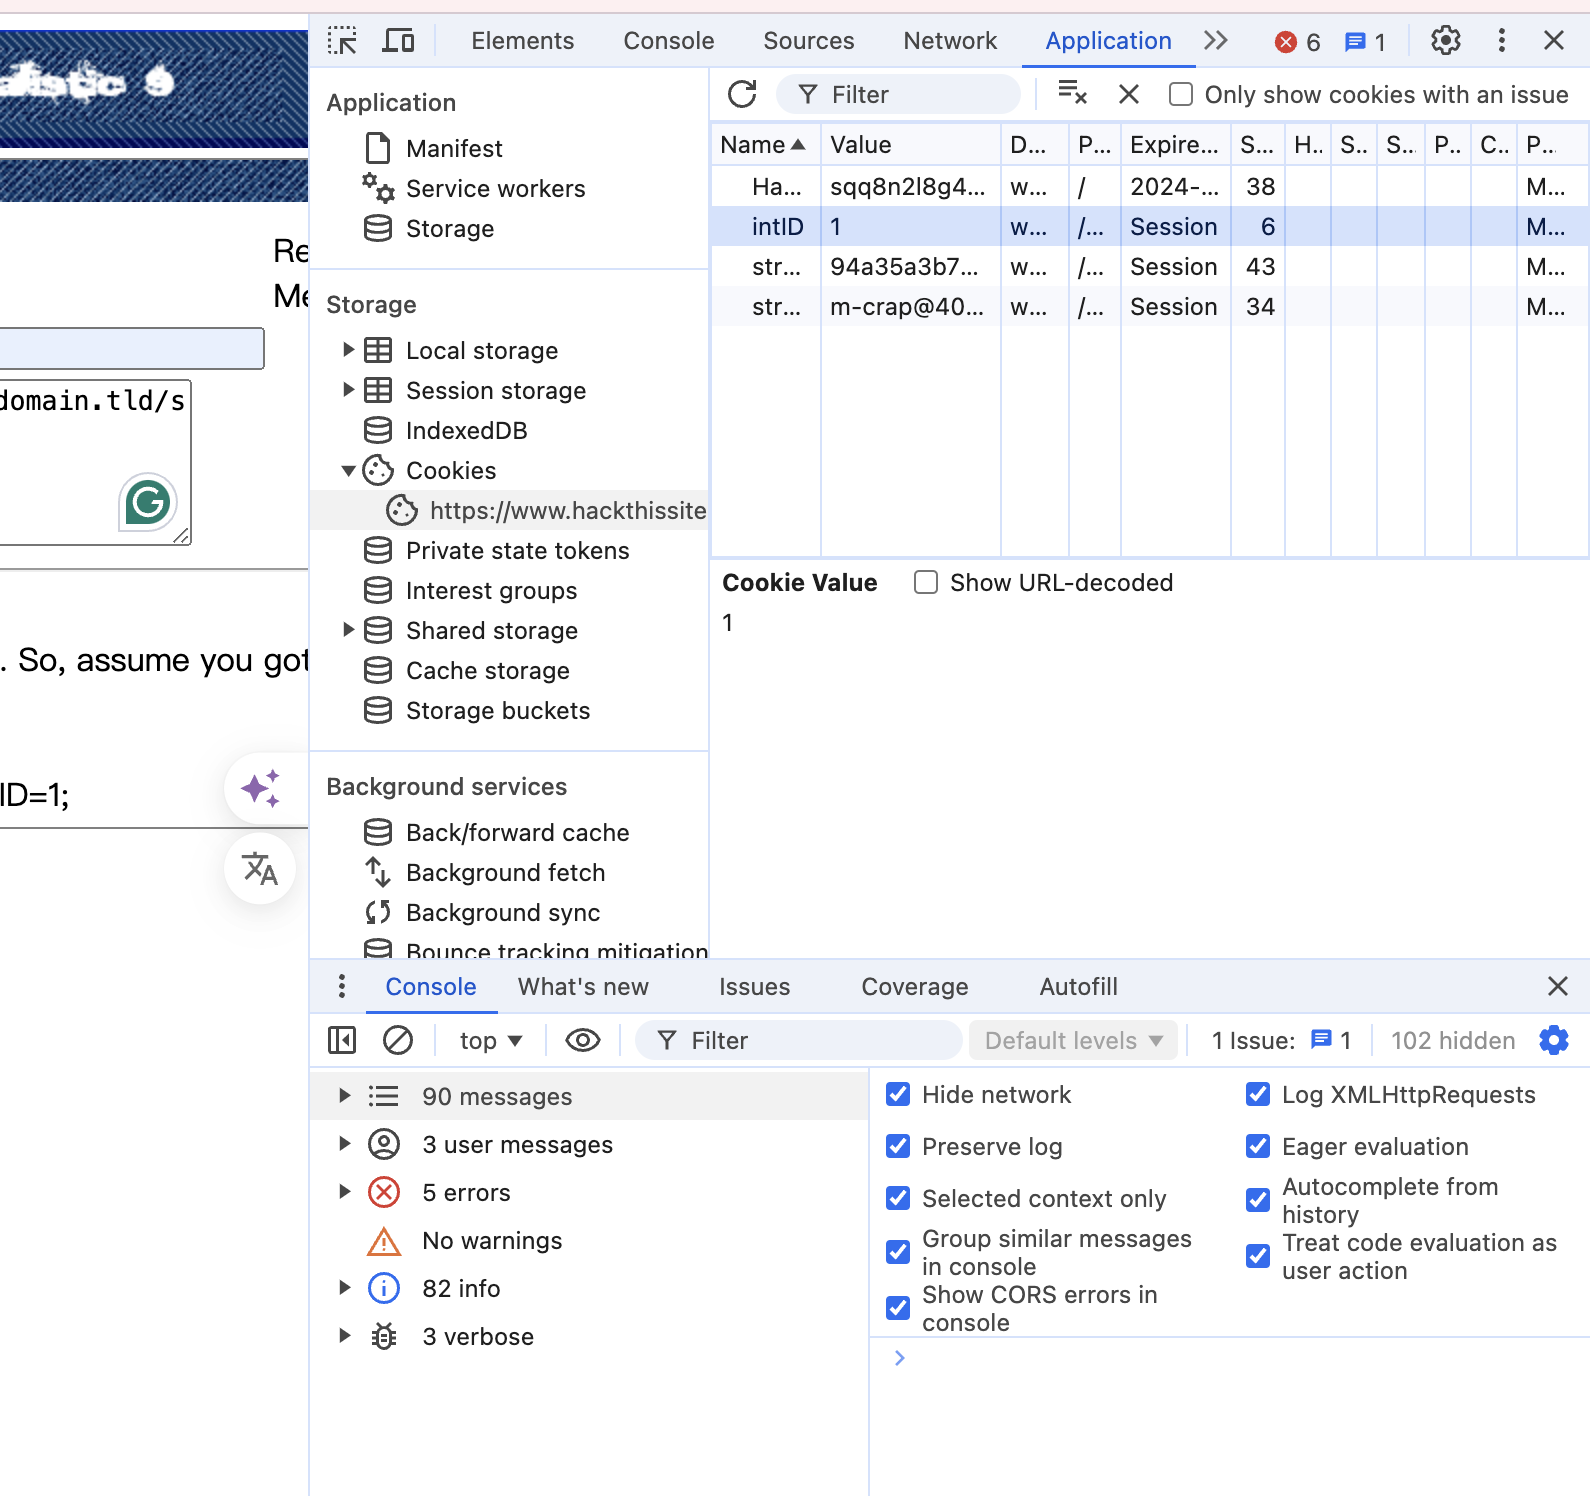 alistic 9
Re
Me
domain.tld/s
. So, assume you got
ID=1;
Elements Console Sources Network Application 6 1
Application
Manifest
Service workers
Storage
Storage
Local storage
Session storage
IndexedDB
Cookies
https://www.hackthissite
Private state tokens
Interest groups
Shared storage
Cache storage
Storage buckets
Background services
Back/forward cache
Background fetch
Background sync
Bounce tracking mitigation
Filter Only show cookies with an issue
Name Value D... P... Expire... S... H.. S.. S... P.. C.. P...
Ha... sqq8n2l8g4... w... / 2024-... 38 M...
intID 1 w... /... Session 6 M...
str... 94a35a3b7... w... /... Session 43 M...
str... m-crap@40... w... /... Session 34 M...
Cookie Value Show URL-decoded
1
Console What's new Issues Coverage Autofill
top Filter Default levels 1 Issue: 1 102 hidden
90 messages
3 user messages
5 errors
No warnings
82 info
3 verbose
Hide network
Preserve log
Selected context only
Group similar messages
in console
Show CORS errors in
console
Log XMLHttpRequests
Eager evaluation
Autocomplete from
history
Treat code evaluation as
user action